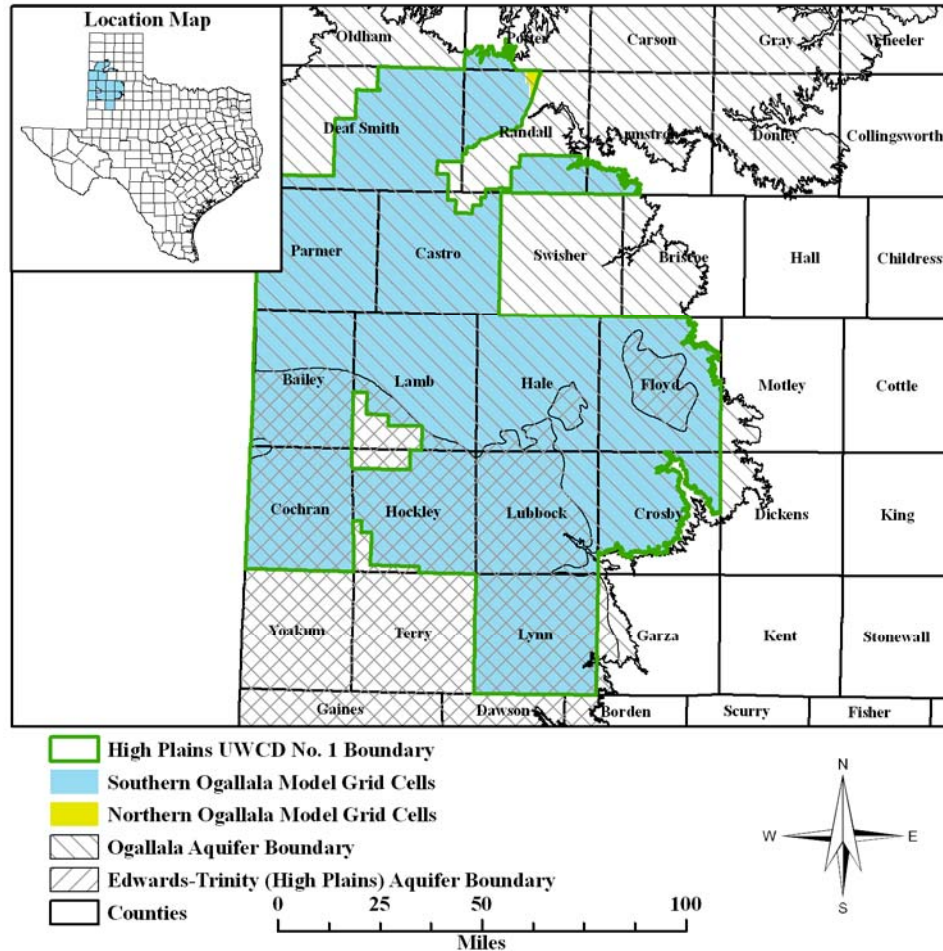 Location Map
Oldham
Potter
Carson
Gray
Wheeler
Deaf Smith
Randall
Armstrong
Donley
Collingsworth
Parmer
Castro
Swisher
Briscoe
Hall
Childress
Bailey
Lamb
Hale
Floyd
Motley
Cottle
Cochran
Hockley
Lubbock
Crosby
Dickens
King
Yoakum
Terry
Lynn
Garza
Kent
Stonewall
Gaines
Dawson
Borden
Scurry
Fisher
High Plains UWCD No. 1 Boundary
Southern Ogallala Model Grid Cells
Northern Ogallala Model Grid Cells
Ogallala Aquifer Boundary
Edwards-Trinity (High Plains) Aquifer Boundary
Counties
0 25 50 100
Miles
N
W E
S